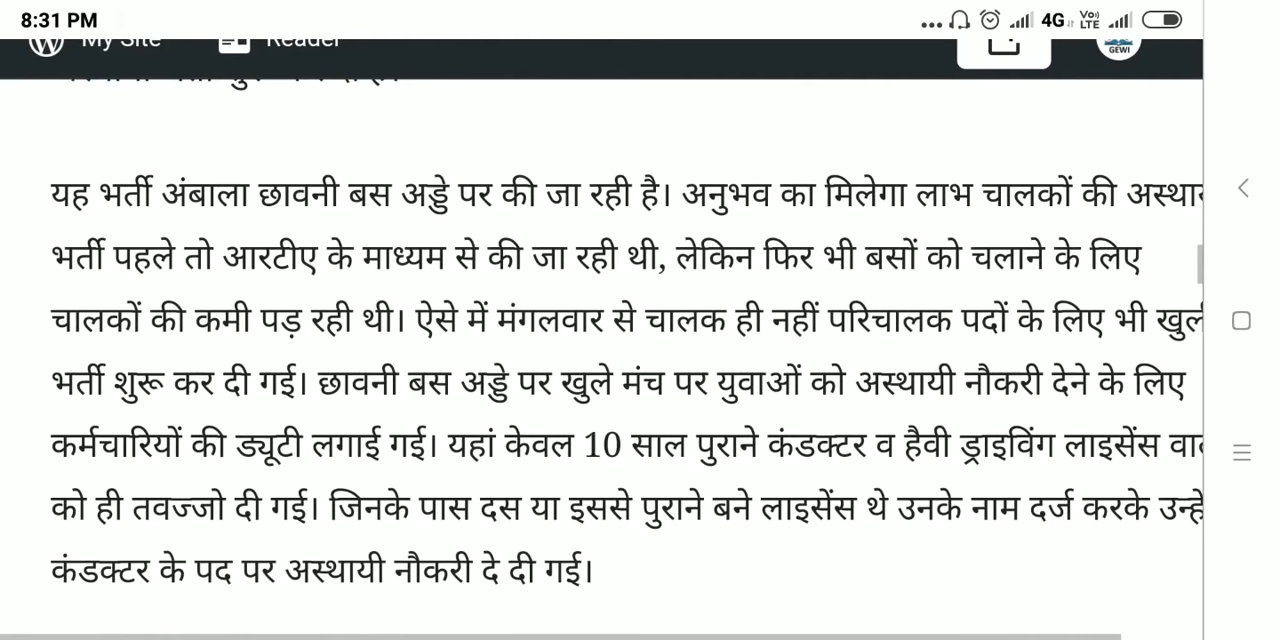 8:31 PM
4G VoLTE
My Site Reader
GEWI
यह भर्ती अंबाला छावनी बस अड्डे पर की जा रही है। अनुभव का मिलेगा लाभ चालकों की
भर्ती पहले तो आरटीए के माध्यम से की जा रही थी, लेकिन फिर भी बसों को चलाने के लिए
चालकों की कमी पड़ रही थी। ऐसे में मंगलवार से चालक ही नहीं परिचालक पदों के लिए भी
भर्ती शुरू कर दी गई। छावनी बस अड्डे पर खुले मंच पर युवाओं को अस्थायी नौकरी देने के लिए
कर्मचारियों की ड्यूटी लगाई गई। यहां केवल 10 साल पुराने कंडक्टर व हैवी ड्राइविंग लाइसेंस
को ही तवज्जो दी गई। जिनके पास दस या इससे पुराने बने लाइसेंस थे उनके नाम दर्ज करके उन्हे
कंडक्टर के पद पर अस्थायी नौकरी दे दी गई।